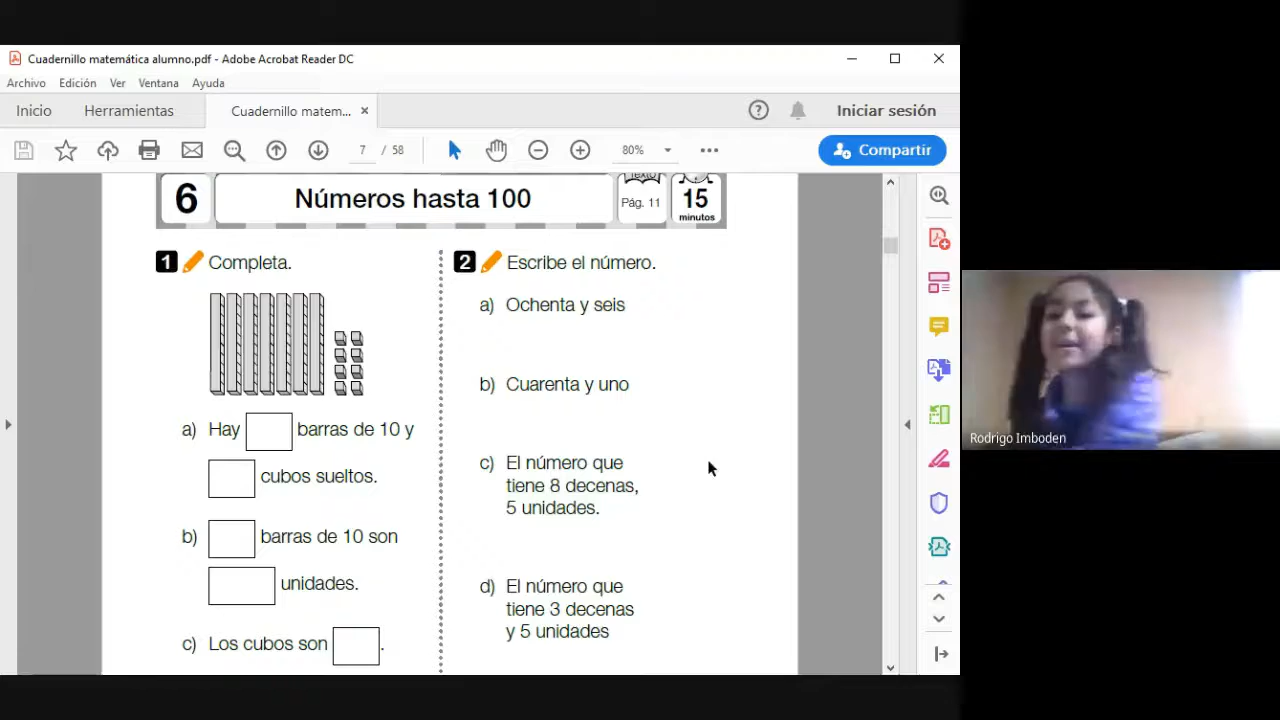 Cuadernillo matemática alumno.pdf - Adobe Acrobat Reader DC
Archivo Edición Ver Ventana Ayuda
Inicio Herramientas Cuadernillo matem... × Iniciar sesión
7 / 58 80% Compartir
6 Números hasta 100 Texto Pág. 11 15 minutos
1 Completa.
a) Hay barras de 10 y
cubos sueltos.
b) barras de 10 son
unidades.
c) Los cubos son .
2 Escribe el número.
a) Ochenta y seis
b) Cuarenta y uno
c) El número que
tiene 8 decenas,
5 unidades.
d) El número que
tiene 3 decenas
y 5 unidades
Rodrigo Imboden